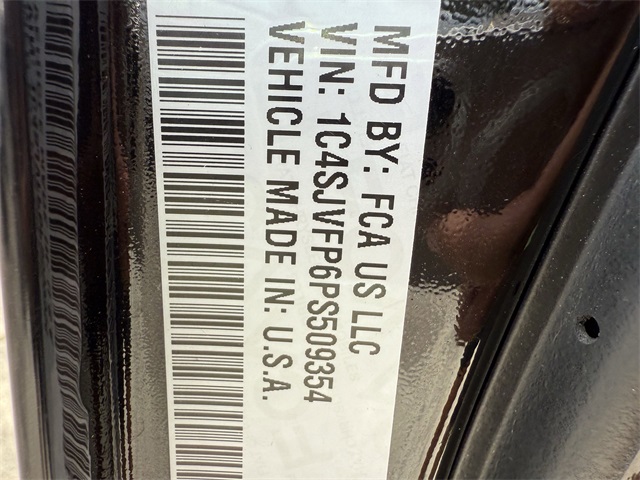 MFD BY: FCA US LLC
VIN: 1C4SJVFP6PS509354
VEHICLE MADE IN: U.S.A.